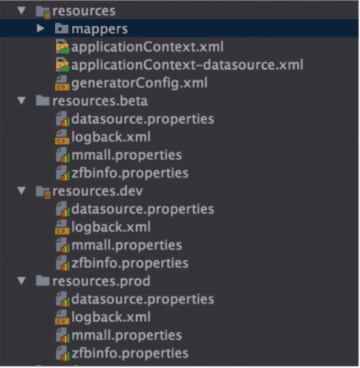 resources
mappers
applicationContext.xml
applicationContext-datasource.xml
generatorConfig.xml
resources.beta
datasource.properties
logback.xml
mmall.properties
zfbinfo.properties
resources.dev
datasource.properties
logback.xml
mmall.properties
zfbinfo.properties
resources.prod
datasource.properties
logback.xml
mmall.properties
zfbinfo.properties